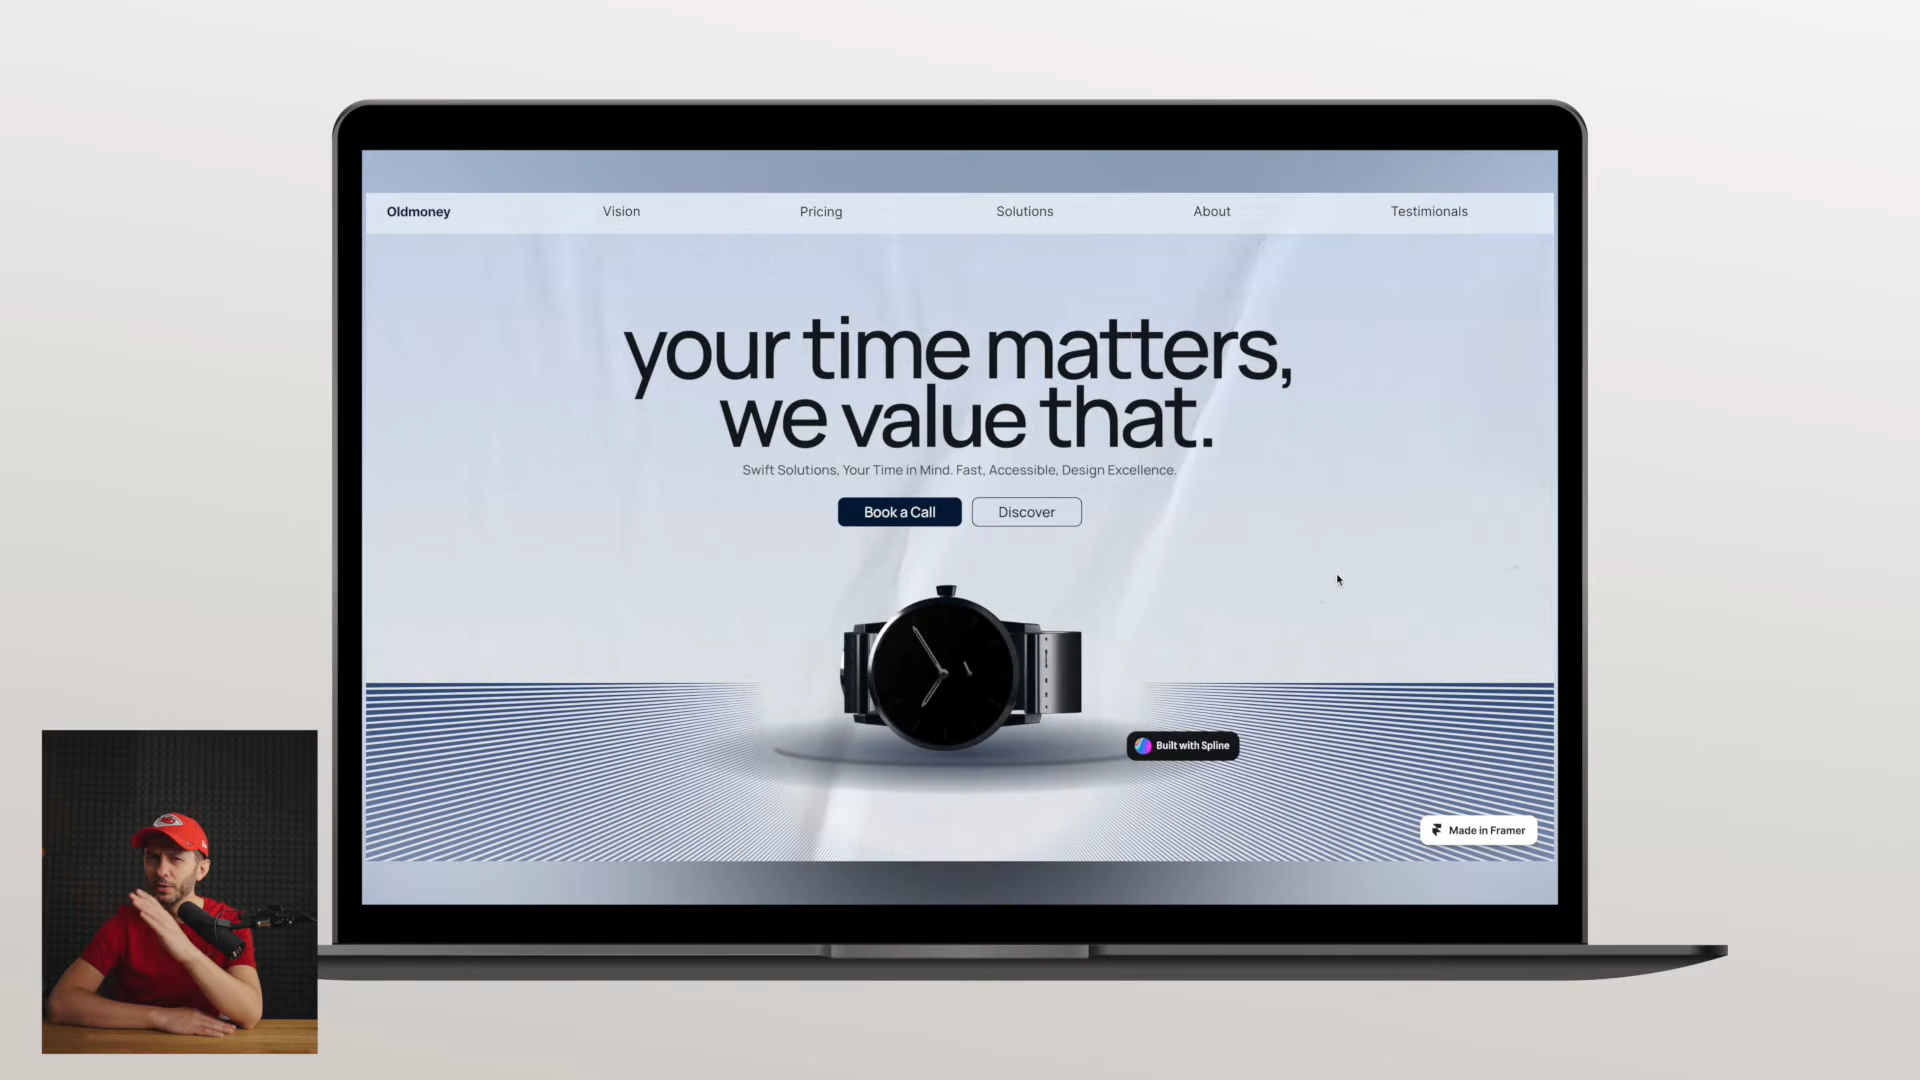 Oldmoney Vision Pricing Solutions About Testimionals
your time matters,
we value that.
Swift Solutions, Your Time in Mind. Fast, Accessible, Design Excellence.
Book a Call Discover
Built with Spline
Made in Framer